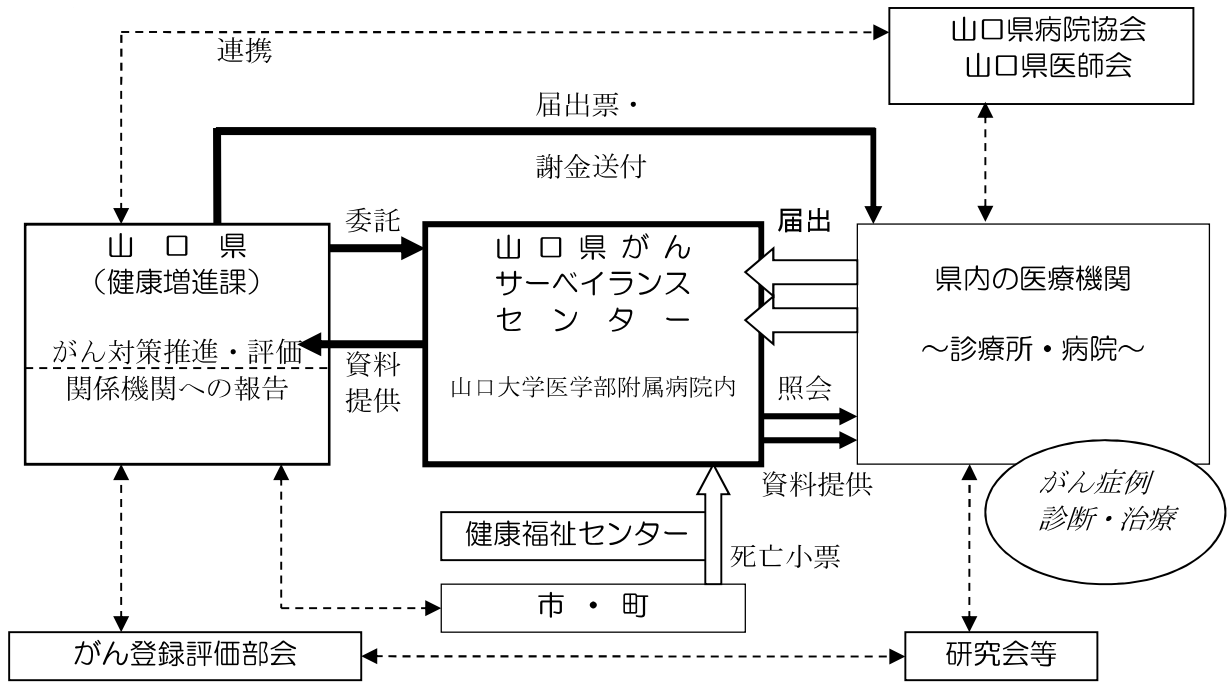 山口県病院協会
山口県医師会
連携
届出票・
謝金送付
山　口　県
（健康増進課）
がん対策推進・評価
関係機関への報告
委託
資料
提供
山 口 県 が ん
サーベイランス
セ　ン　タ　ー
山口大学医学部附属病院内
届出
照会
資料提供
県内の医療機関
～診療所・病院～
がん症例
診断・治療
健康福祉センター
死亡小票
市 ・ 町
がん登録評価部会
研究会等